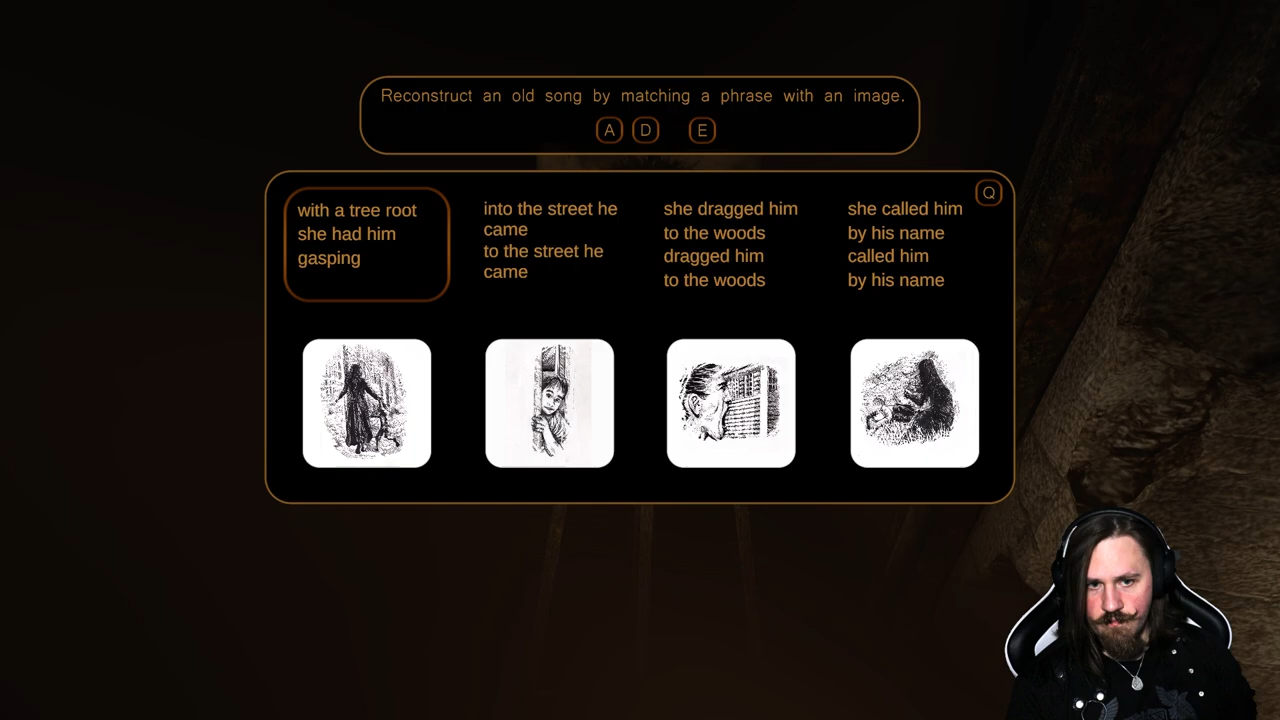 Reconstruct an old song by matching a phrase with an image.
A D E
Q
with a tree root
she had him
gasping
into the street he
came
to the street he
came
she dragged him
to the woods
dragged him
to the woods
she called him
by his name
called him
by his name